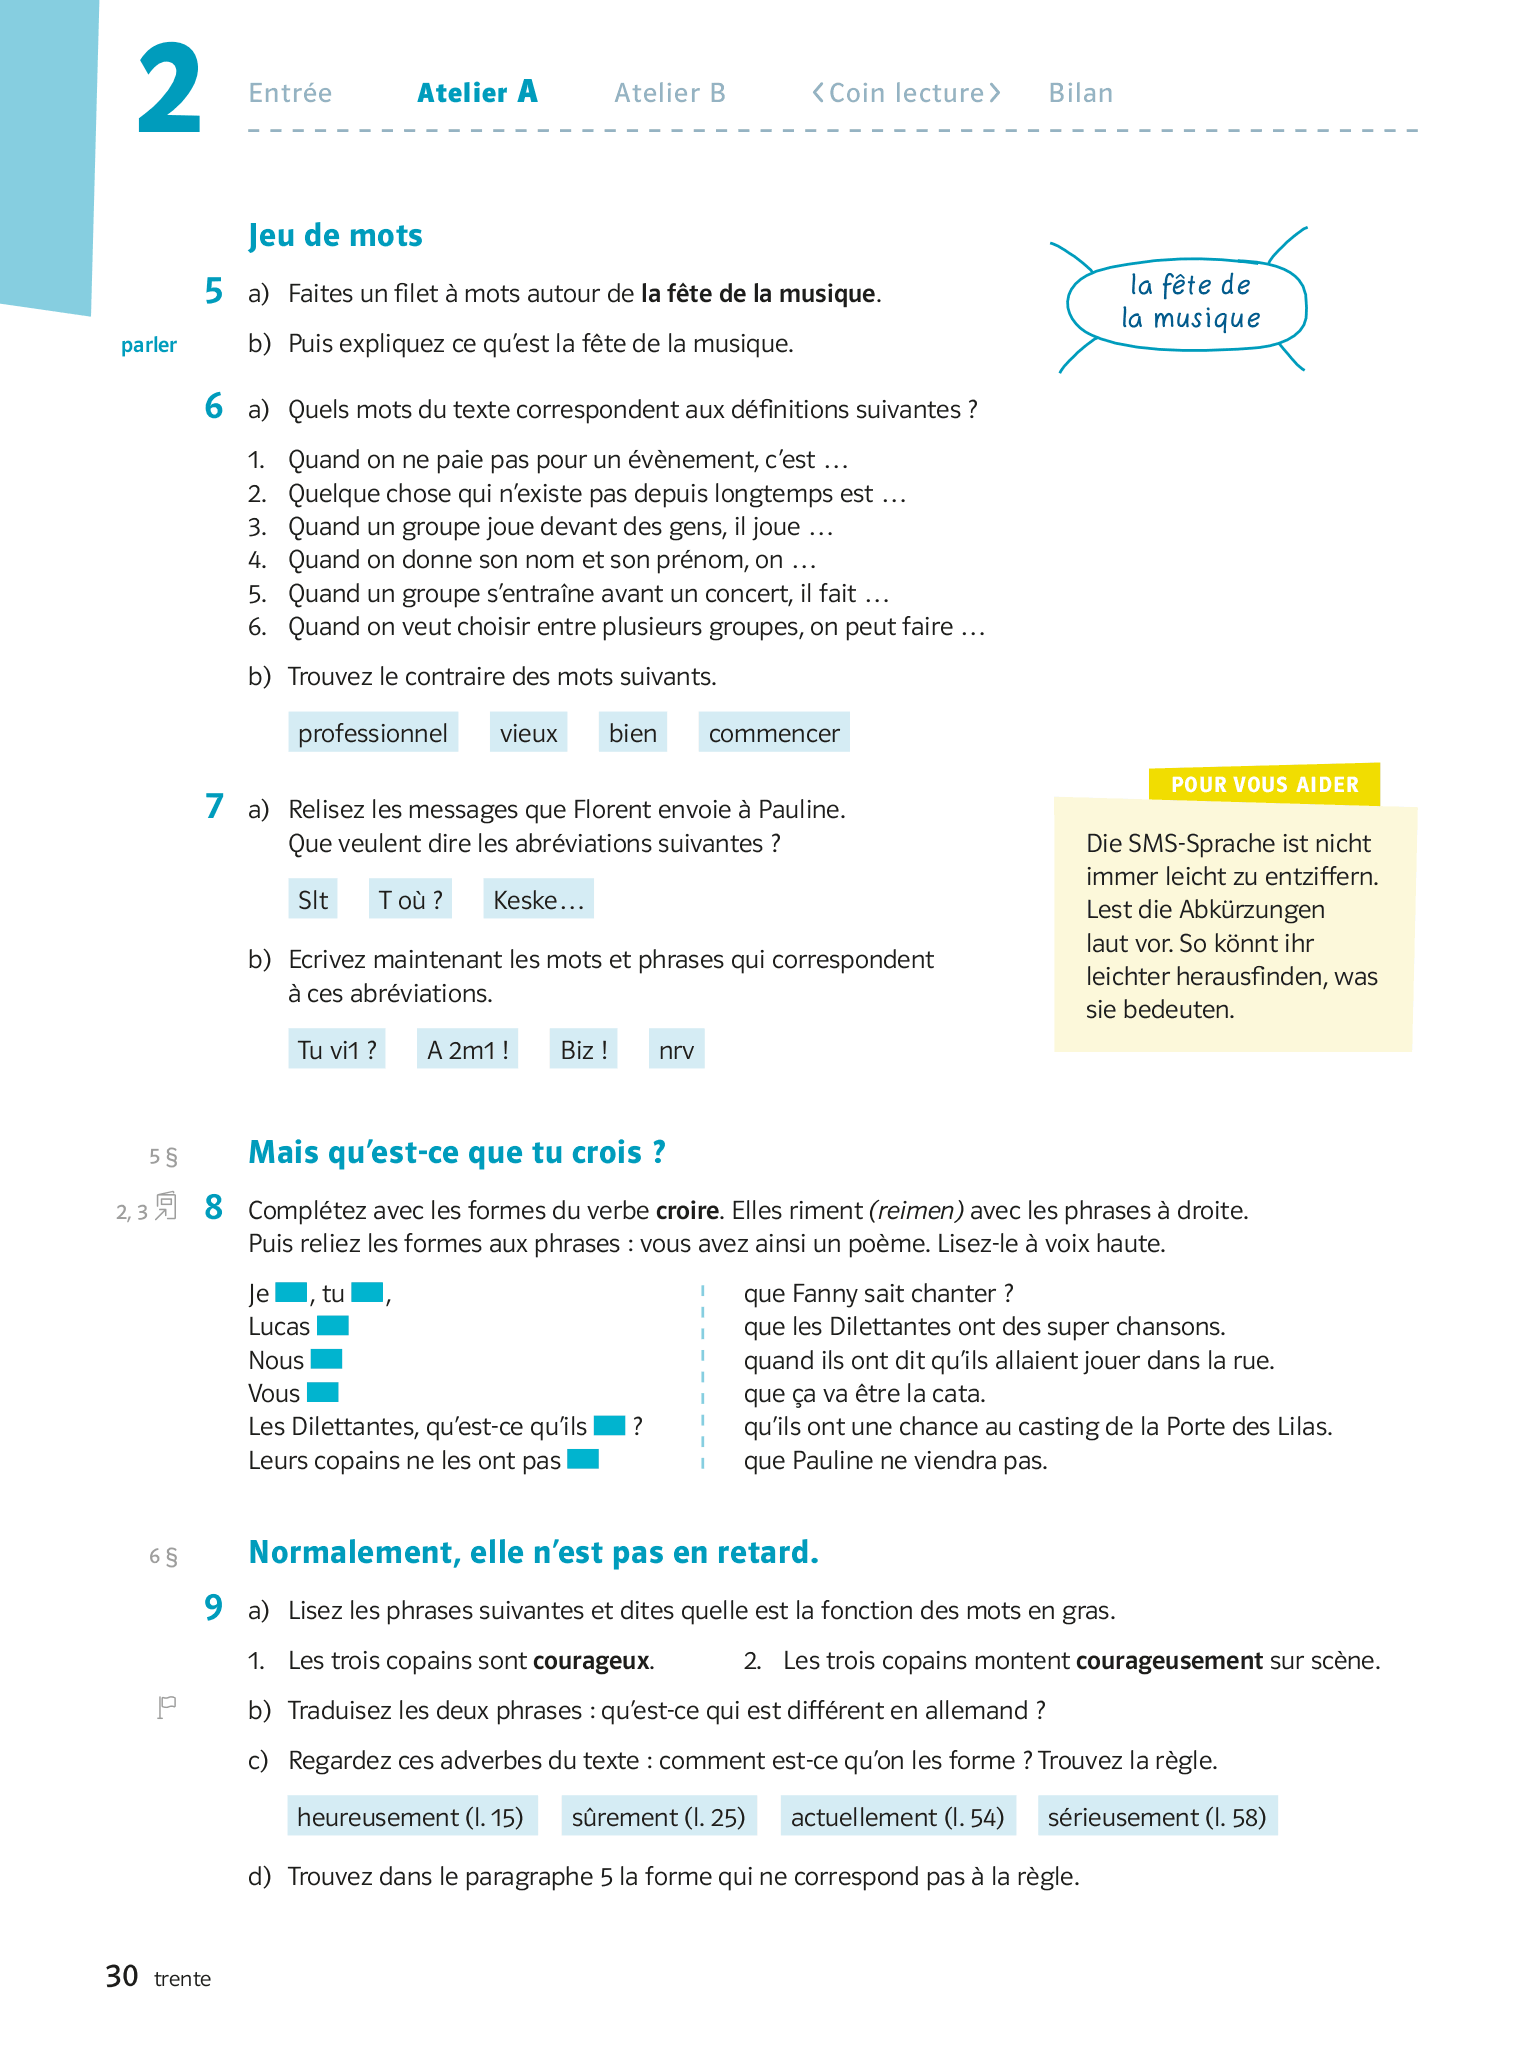 2
Entrée Atelier A Atelier B ‹Coin lecture› Bilan
Jeu de mots
la fête de
la musique
5 a) Faites un filet à mots autour de la fête de la musique.
parler b) Puis expliquez ce qu'est la fête de la musique.
6 a) Quels mots du texte correspondent aux définitions suivantes ?
1. Quand on ne paie pas pour un évènement, c'est …
2. Quelque chose qui n'existe pas depuis longtemps est …
3. Quand un groupe joue devant des gens, il joue …
4. Quand on donne son nom et son prénom, on …
5. Quand un groupe s'entraîne avant un concert, il fait …
6. Quand on veut choisir entre plusieurs groupes, on peut faire …
b) Trouvez le contraire des mots suivants.
professionnel vieux bien commencer
7 a) Relisez les messages que Florent envoie à Pauline.
Que veulent dire les abréviations suivantes ?
Slt T où ? Keske…
b) Ecrivez maintenant les mots et phrases qui correspondent
à ces abréviations.
Tu vi1 ? A 2m1 ! Biz ! nrv
POUR VOUS AIDER
Die SMS-Sprache ist nicht
immer leicht zu entziffern.
Lest die Abkürzungen
laut vor. So könnt ihr
leichter herausfinden, was
sie bedeuten.
5 § Mais qu'est-ce que tu crois ?
2, 3 8 Complétez avec les formes du verbe croire. Elles riment (reimen) avec les phrases à droite.
Puis reliez les formes aux phrases : vous avez ainsi un poème. Lisez-le à voix haute.
Je , tu , que Fanny sait chanter ?
Lucas que les Dilettantes ont des super chansons.
Nous quand ils ont dit qu'ils allaient jouer dans la rue.
Vous que ça va être la cata.
Les Dilettantes, qu'est-ce qu'ils ? qu'ils ont une chance au casting de la Porte des Lilas.
Leurs copains ne les ont pas que Pauline ne viendra pas.
6 § Normalement, elle n'est pas en retard.
9 a) Lisez les phrases suivantes et dites quelle est la fonction des mots en gras.
1. Les trois copains sont courageux. 2. Les trois copains montent courageusement sur scène.
b) Traduisez les deux phrases : qu'est-ce qui est différent en allemand ?
c) Regardez ces adverbes du texte : comment est-ce qu'on les forme ? Trouvez la règle.
heureusement (l. 15) sûrement (l. 25) actuellement (l. 54) sérieusement (l. 58)
d) Trouvez dans le paragraphe 5 la forme qui ne correspond pas à la règle.
30 trente